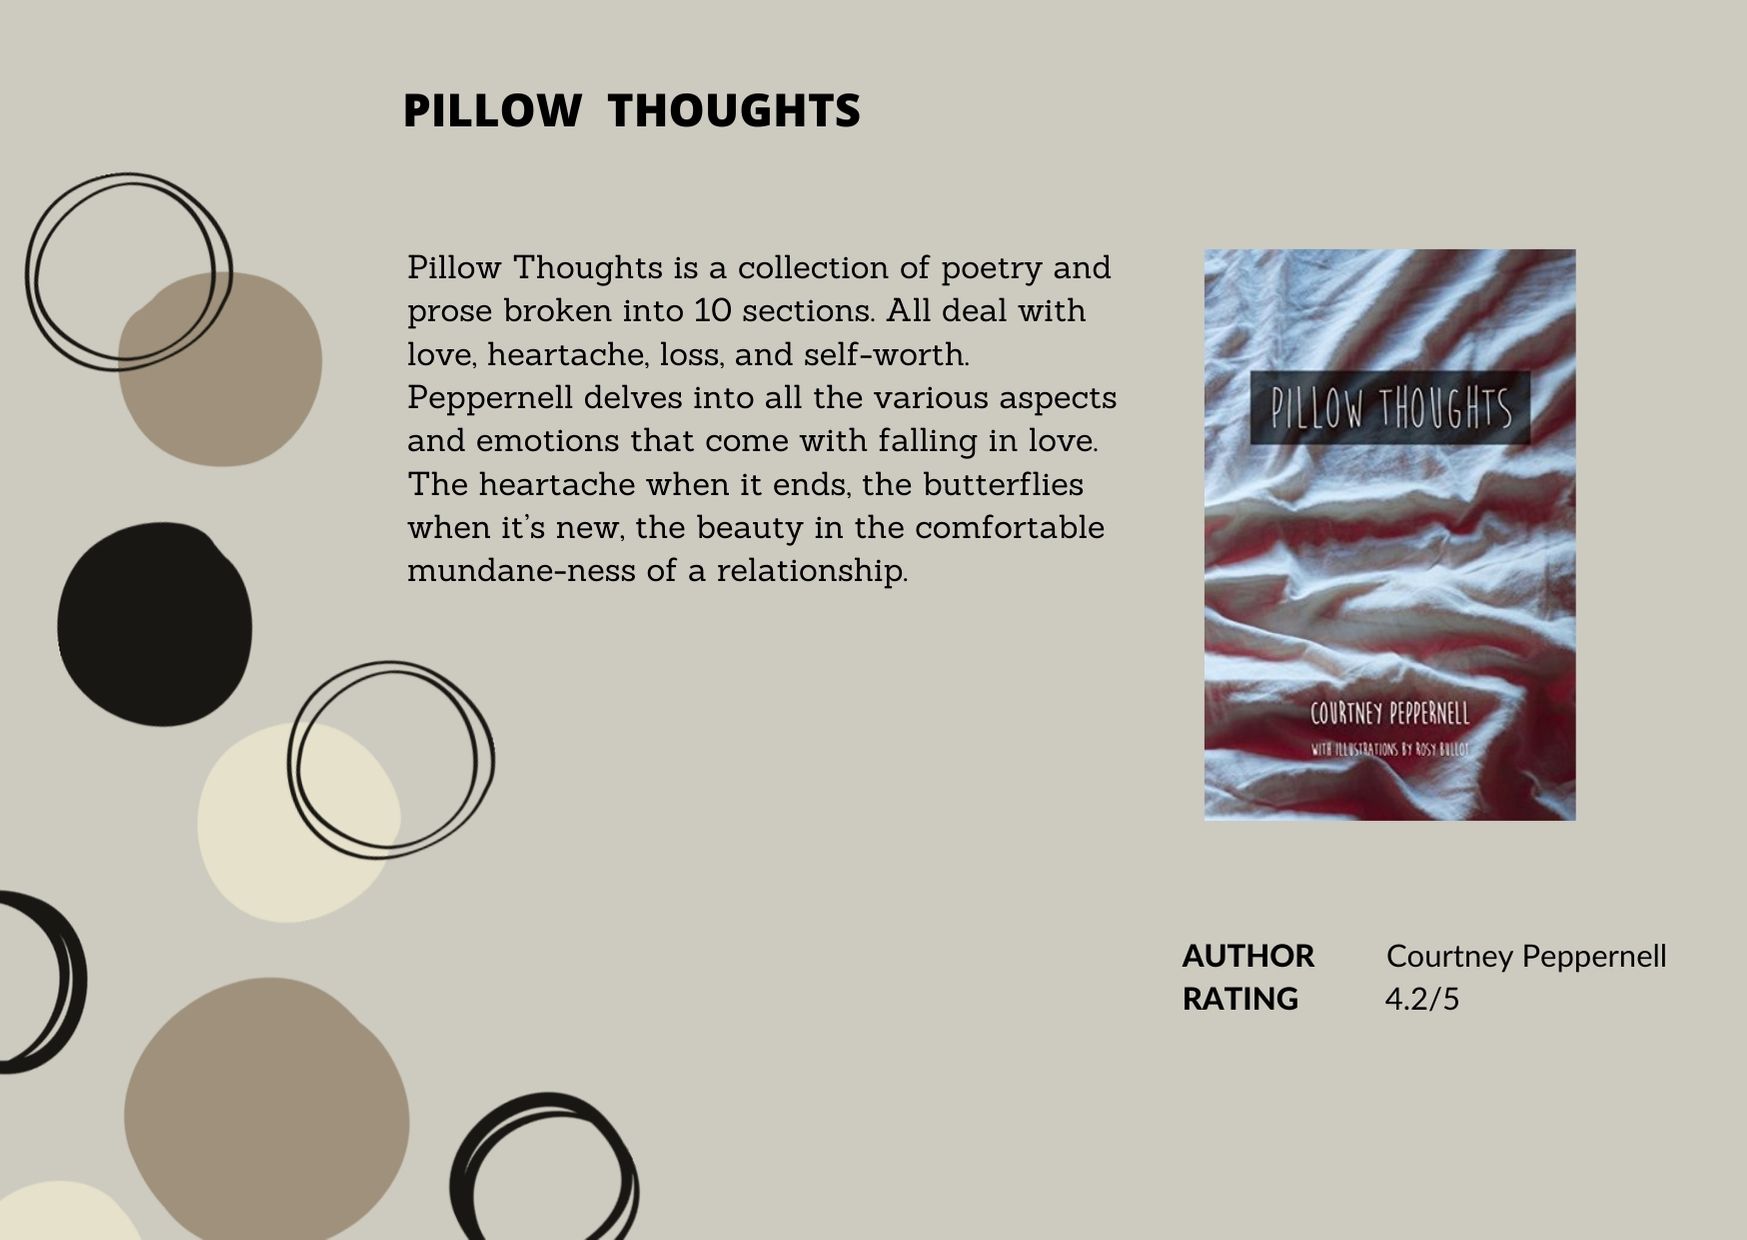 PILLOW THOUGHTS
Pillow Thoughts is a collection of poetry and
prose broken into 10 sections. All deal with
love, heartache, loss, and self-worth.
Peppernell delves into all the various aspects
and emotions that come with falling in love.
The heartache when it ends, the butterflies
when it’s new, the beauty in the comfortable
mundane-ness of a relationship.
PILLOW THOUGHTS
COURTNEY PEPPERNELL
WITH ILLUSTRATIONS BY ROSY BULLOT
AUTHOR Courtney Peppernell
RATING 4.2/5